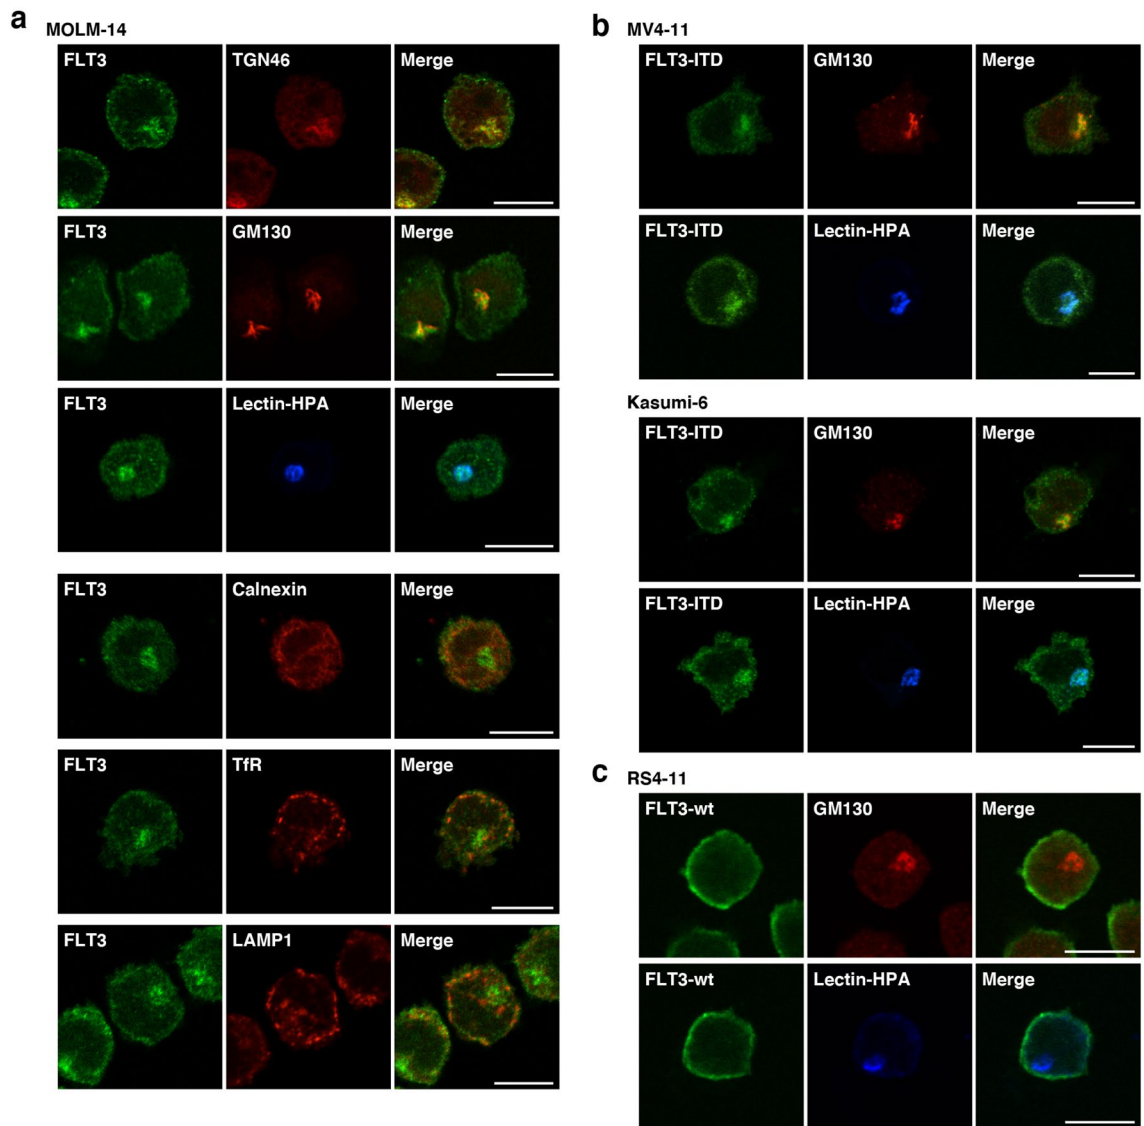 a
MOLM-14
FLT3 TGN46 Merge
FLT3 GM130 Merge
FLT3 Lectin-HPA Merge
FLT3 Calnexin Merge
FLT3 TfR Merge
FLT3 LAMP1 Merge
b
MV4-11
FLT3-ITD GM130 Merge
FLT3-ITD Lectin-HPA Merge
Kasumi-6
FLT3-ITD GM130 Merge
FLT3-ITD Lectin-HPA Merge
c
RS4-11
FLT3-wt GM130 Merge
FLT3-wt Lectin-HPA Merge